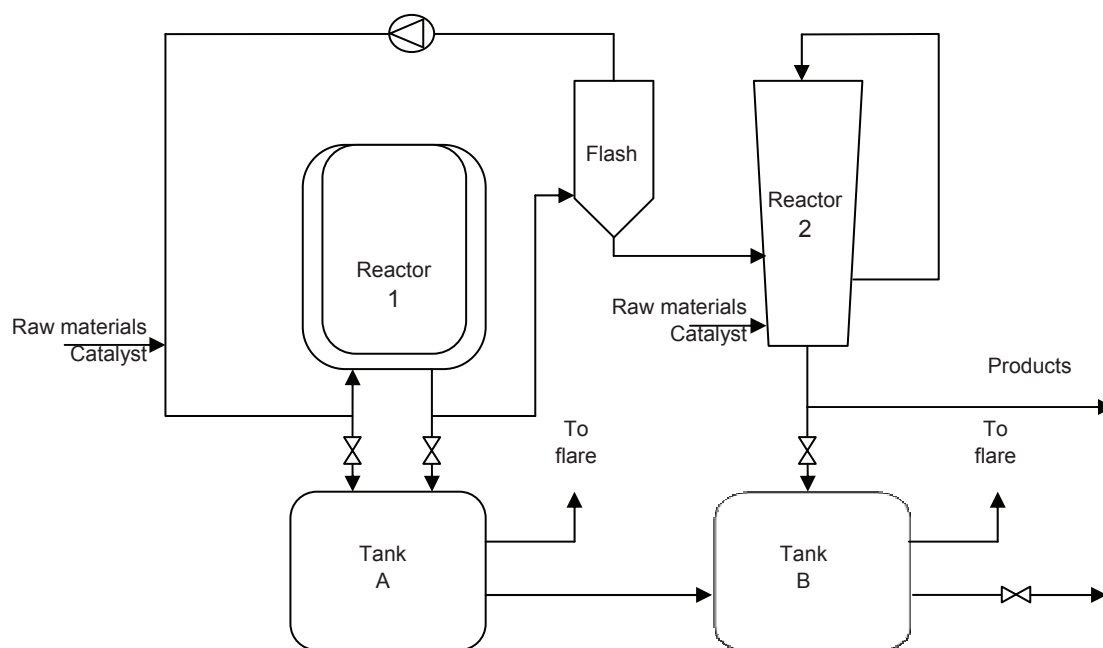 Flash
Reactor
2
Reactor
1
Raw materials
Catalyst
Raw materials
Catalyst
Products
To
flare
To
flare
Tank
A
Tank
B